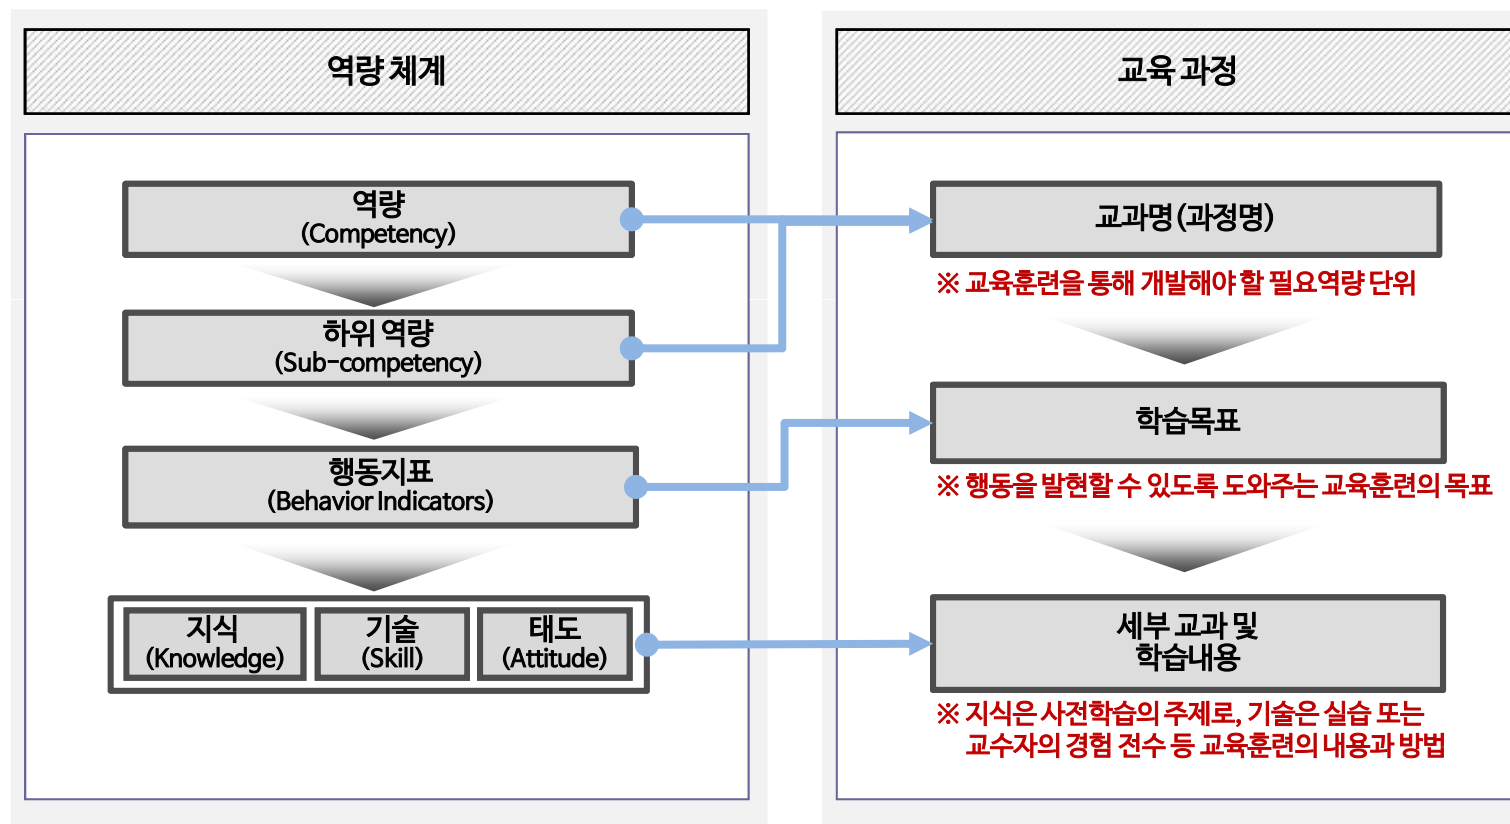 역량 체계
역량
(Competency)
하위 역량
(Sub-competency)
행동지표
(Behavior Indicators)
지식
(Knowledge)
기술
(Skill)
태도
(Attitude)
교육 과정
교과명(과정명)
※ 교육훈련을 통해 개발해야 할 필요역량 단위
학습목표
※ 행동을 발현할 수 있도록 도와주는 교육훈련의 목표
세부 교과 및
학습내용
※ 지식은 사전학습의 주제로, 기술은 실습 또는
교수자의 경험 전수 등 교육훈련의 내용과 방법